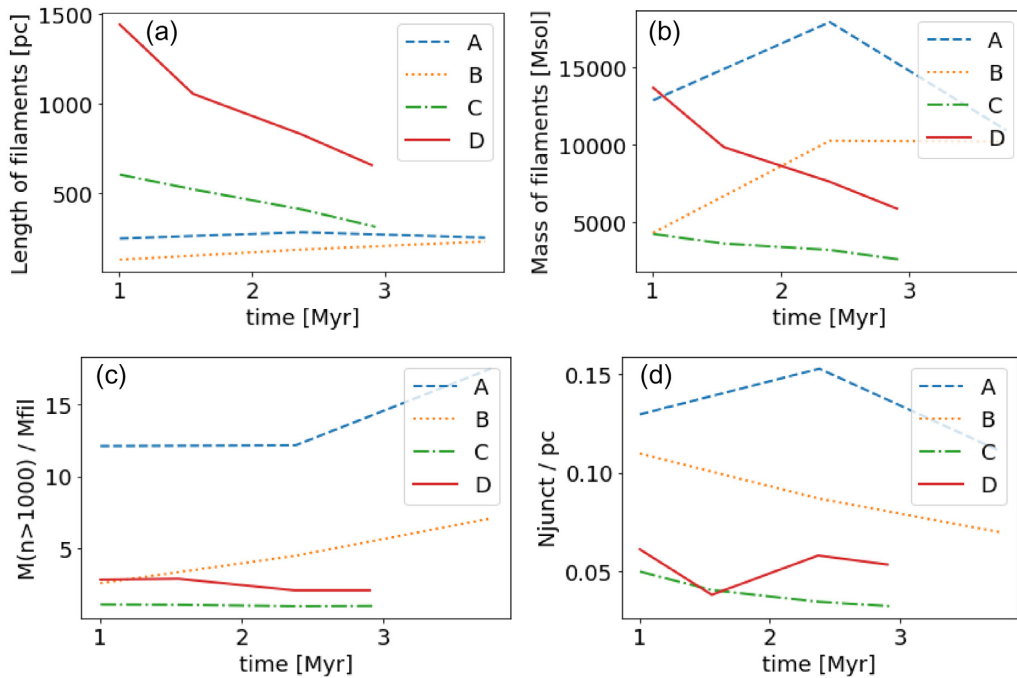 (a)
Length of filaments [pc]
1500
1000
500
A
B
C
D
1 2 3
time [Myr]
(b)
Mass of filaments [Msol]
15000
10000
5000
A
B
C
D
1 2 3
time [Myr]
(c)
M(n>1000) / Mfil
15
10
5
A
B
C
D
1 2 3
time [Myr]
(d)
Njunct / pc
0.15
0.10
0.05
A
B
C
D
1 2 3
time [Myr]